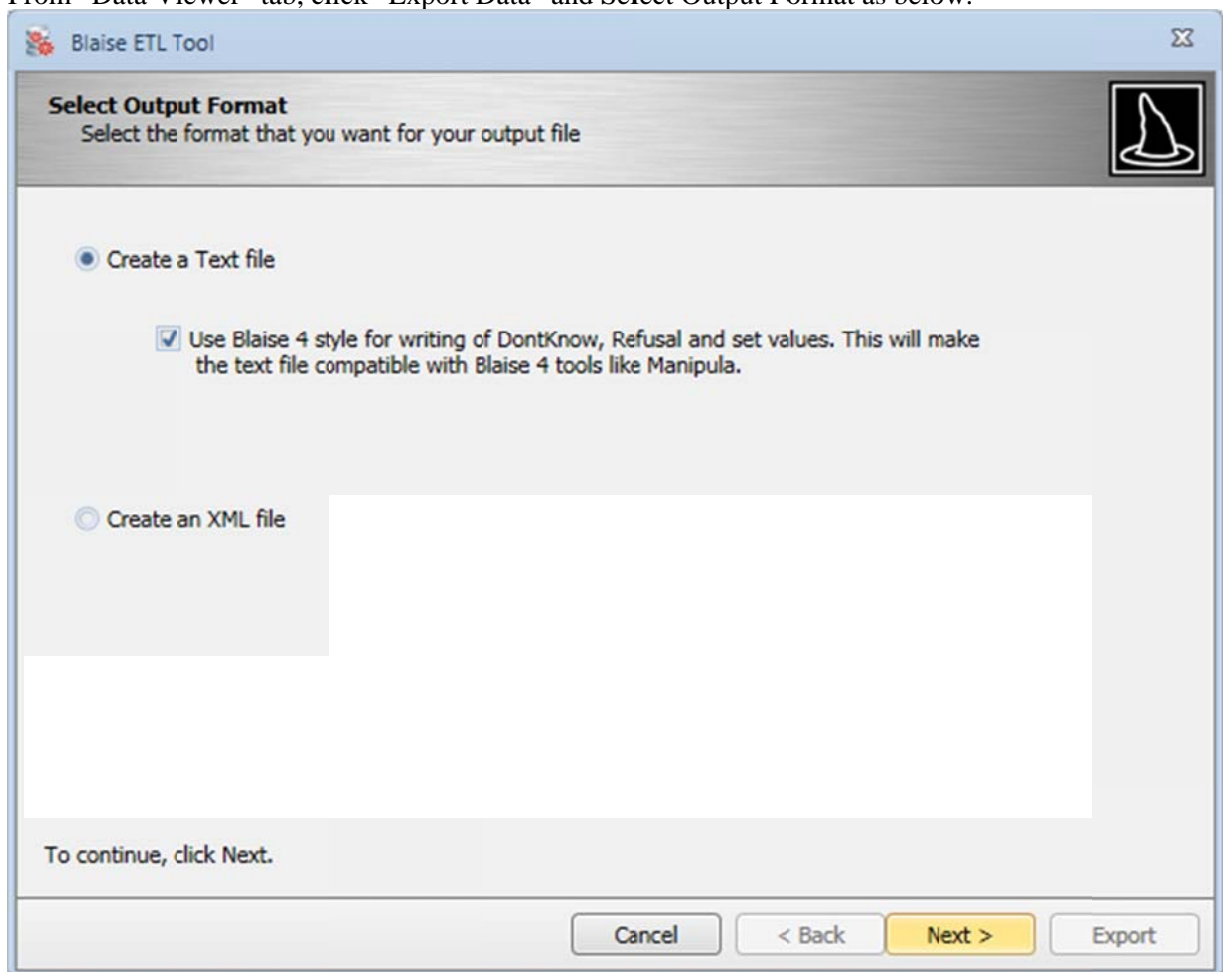 From "Data Viewer" tab, click "Export Data" and Select Output Format as below:
Blaise ETL Tool
Select Output Format
Select the format that you want for your output file
Create a Text file
Use Blaise 4 style for writing of DontKnow, Refusal and set values. This will make
the text file compatible with Blaise 4 tools like Manipula.
Create an XML file
To continue, click Next.
Cancel
< Back
Next >
Export